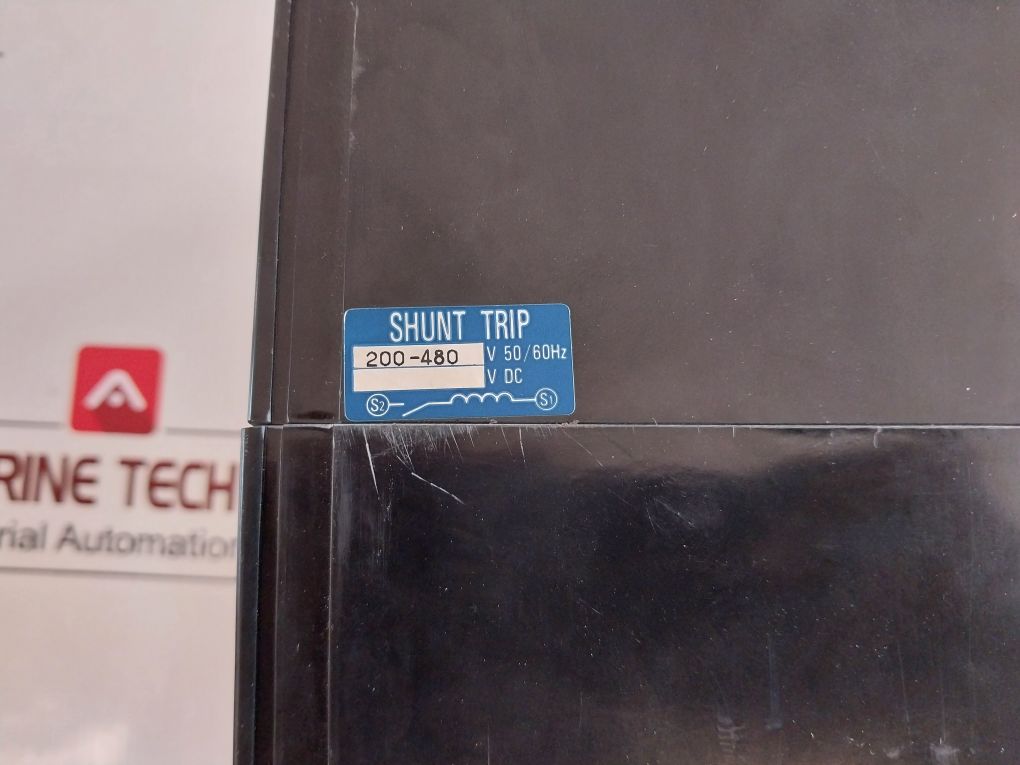 SHUNT TRIP
200-480 V 50/60Hz
V DC
S2 S1
RINE TECH
rial Automation